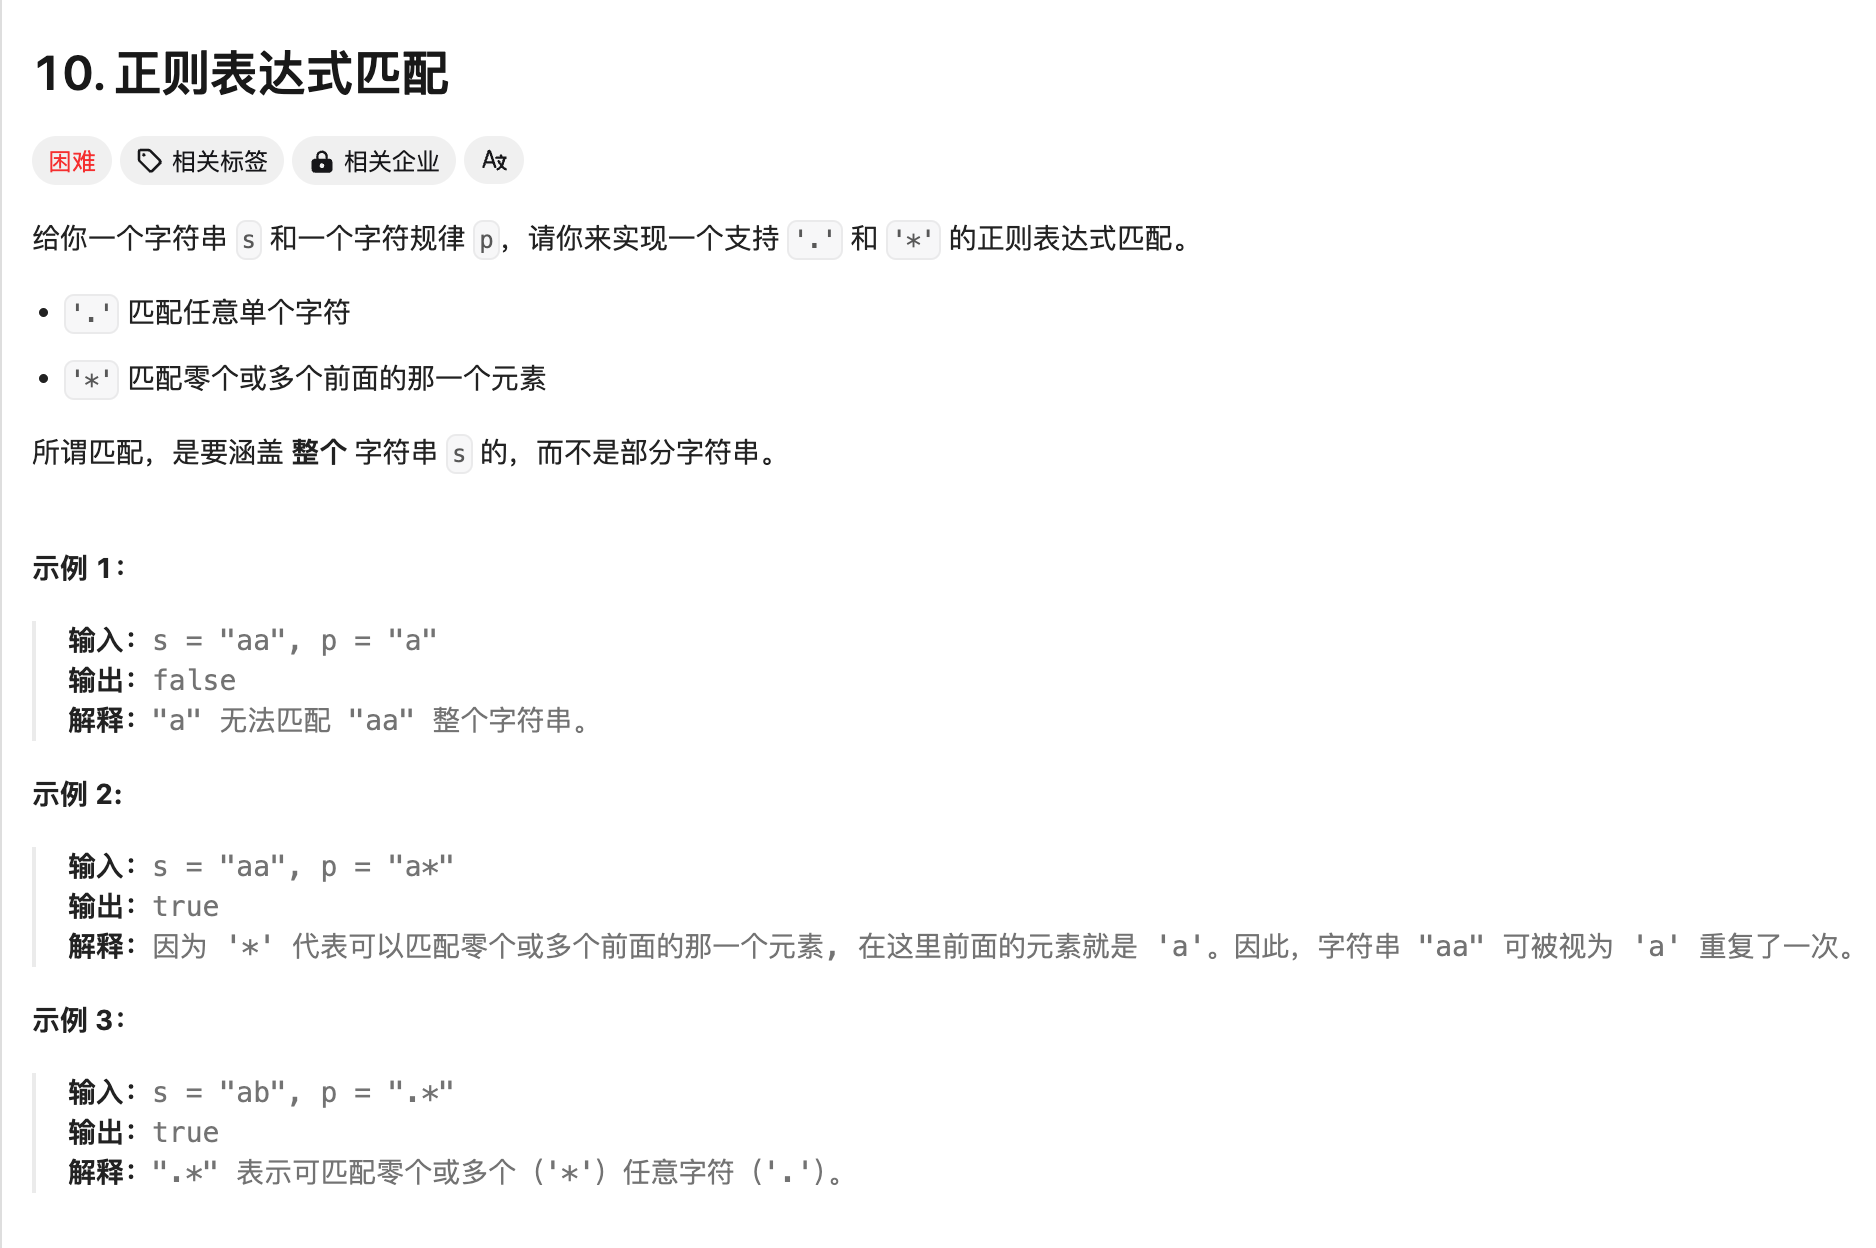 10. 正则表达式匹配
困难 相关标签 相关企业 A文
给你一个字符串 s 和一个字符规律 p，请你来实现一个支持 '.' 和 '*' 的正则表达式匹配。
• '.' 匹配任意单个字符
• '*' 匹配零个或多个前面的那一个元素
所谓匹配，是要涵盖 整个 字符串 s 的，而不是部分字符串。
示例 1：
输入：s = "aa", p = "a"
输出：false
解释："a" 无法匹配 "aa" 整个字符串。
示例 2:
输入：s = "aa", p = "a*"
输出：true
解释：因为 '*' 代表可以匹配零个或多个前面的那一个元素, 在这里前面的元素就是 'a'。因此，字符串 "aa" 可被视为 'a' 重复了一次。
示例 3：
输入：s = "ab", p = ".*"
输出：true
解释：".*" 表示可匹配零个或多个（'*'）任意字符（'.'）。